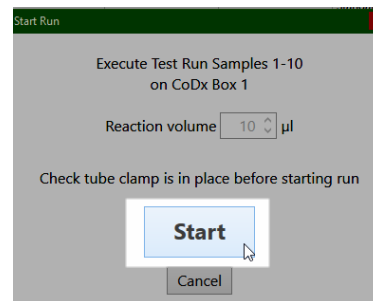 Start Run
Execute Test Run Samples 1-10
on CoDx Box 1
Reaction volume 10 µl
Check tube clamp is in place before starting run
Start
Cancel